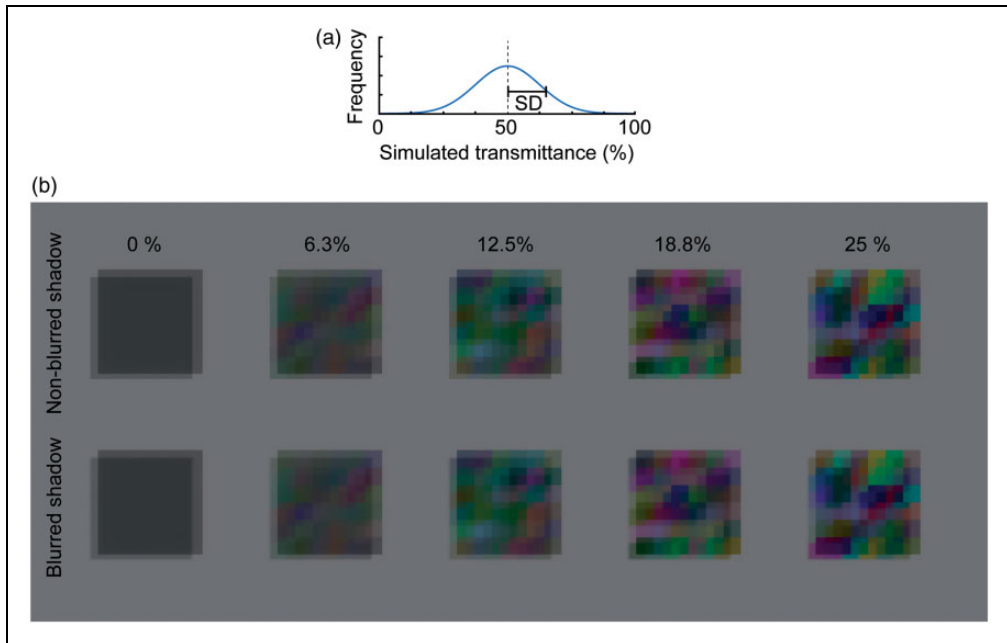 (a)
Frequency
SD
0 50 100
Simulated transmittance (%)
(b)
Non-blurred shadow
0 % 6.3% 12.5% 18.8% 25 %
Blurred shadow